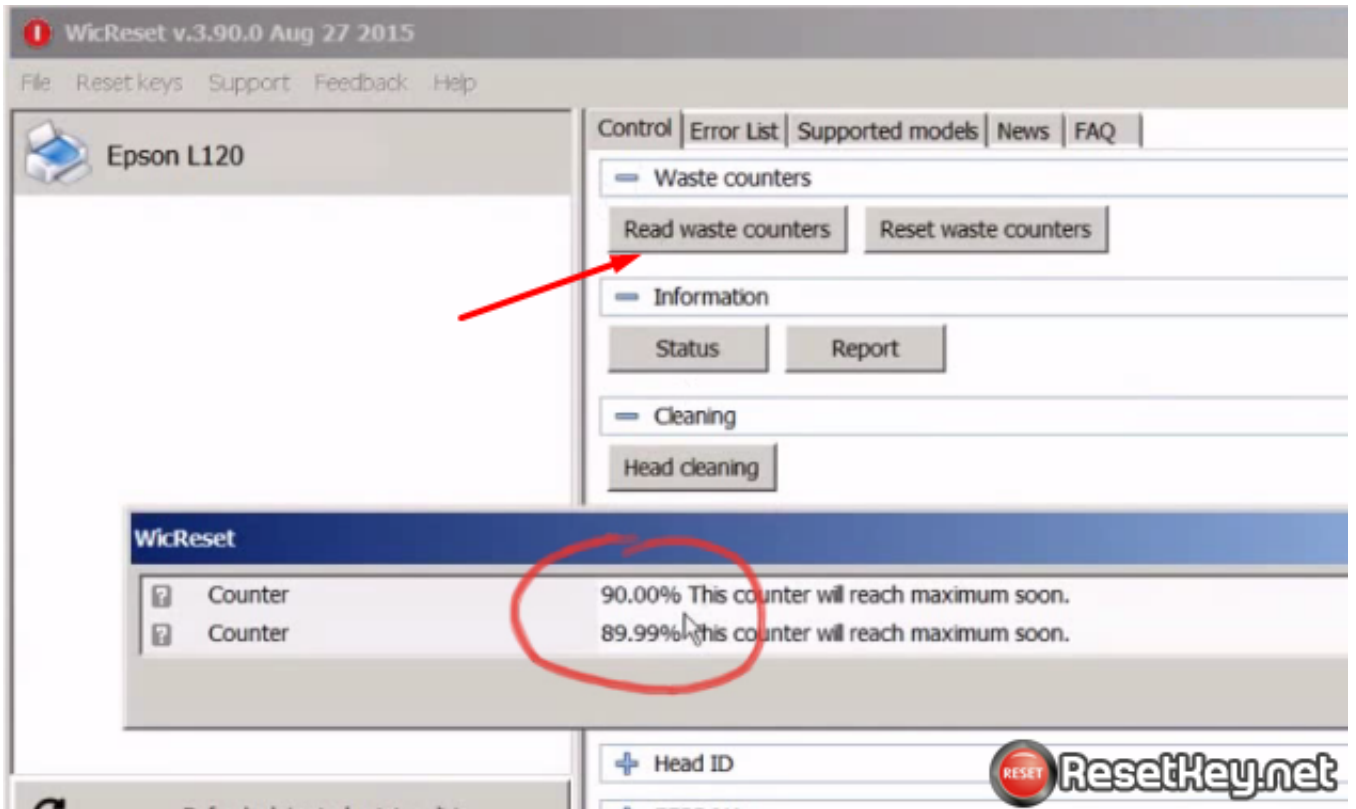 WicReset v.3.90.0 Aug 27 2015
File Reset keys Support Feedback Help
Epson L120
Control Error List Supported models News FAQ
Waste counters
Read waste counters Reset waste counters
Information
Status Report
Cleaning
Head cleaning
WicReset
Counter 90.00% This counter will reach maximum soon.
Counter 89.99% This counter will reach maximum soon.
Head ID
RESET ResetKey.net